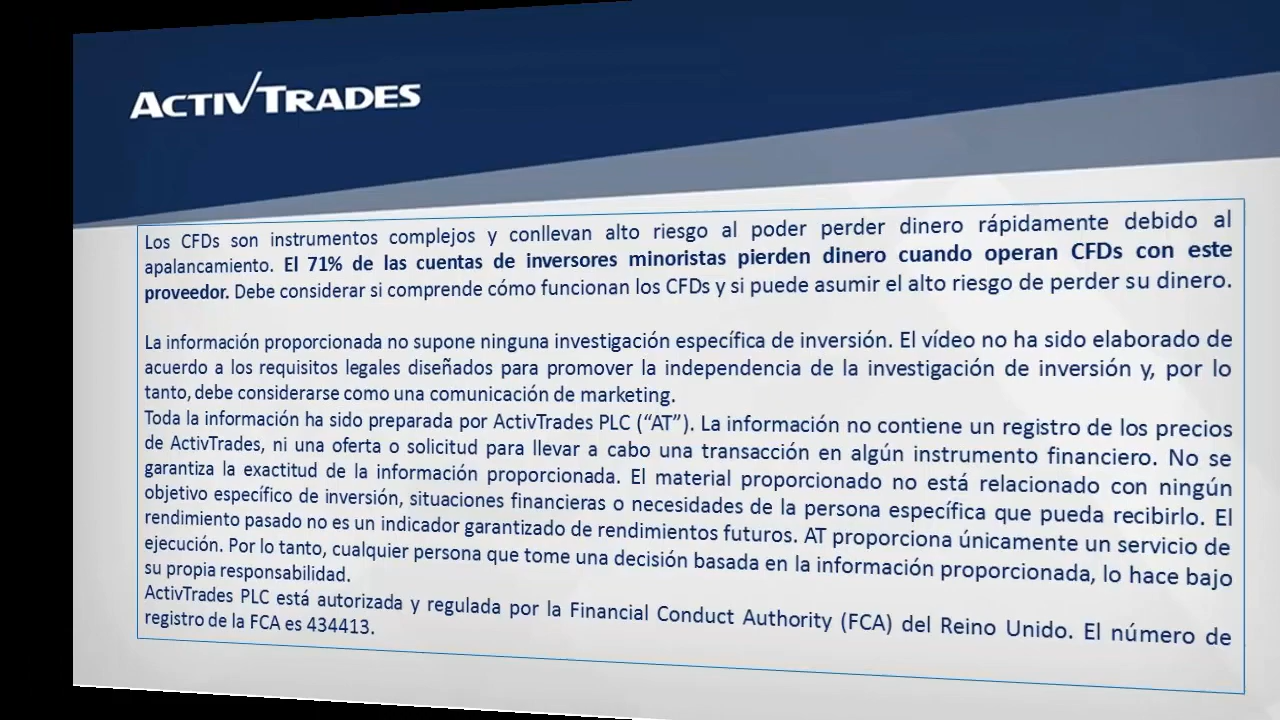 ACTIVTRADES
Los CFDs son instrumentos complejos y conllevan alto riesgo al poder perder dinero rápidamente debido al
apalancamiento. El 71% de las cuentas de inversores minoristas pierden dinero cuando operan CFDs con este
proveedor. Debe considerar si comprende cómo funcionan los CFDs y si puede asumir el alto riesgo de perder su dinero.
La información proporcionada no supone ninguna investigación específica de inversión. El vídeo no ha sido elaborado de
acuerdo a los requisitos legales diseñados para promover la independencia de la investigación de inversión y, por lo
tanto, debe considerarse como una comunicación de marketing.
Toda la información ha sido preparada por ActivTrades PLC (“AT”). La información no contiene un registro de los precios
de ActivTrades, ni una oferta o solicitud para llevar a cabo una transacción en algún instrumento financiero. No se
garantiza la exactitud de la información proporcionada. El material proporcionado no está relacionado con ningún
objetivo específico de inversión, situaciones financieras o necesidades de la persona específica que pueda recibirlo. El
rendimiento pasado no es un indicador garantizado de rendimientos futuros. AT proporciona únicamente un servicio de
ejecución. Por lo tanto, cualquier persona que tome una decisión basada en la información proporcionada, lo hace bajo
su propia responsabilidad.
ActivTrades PLC está autorizada y regulada por la Financial Conduct Authority (FCA) del Reino Unido. El número de
registro de la FCA es 434413.